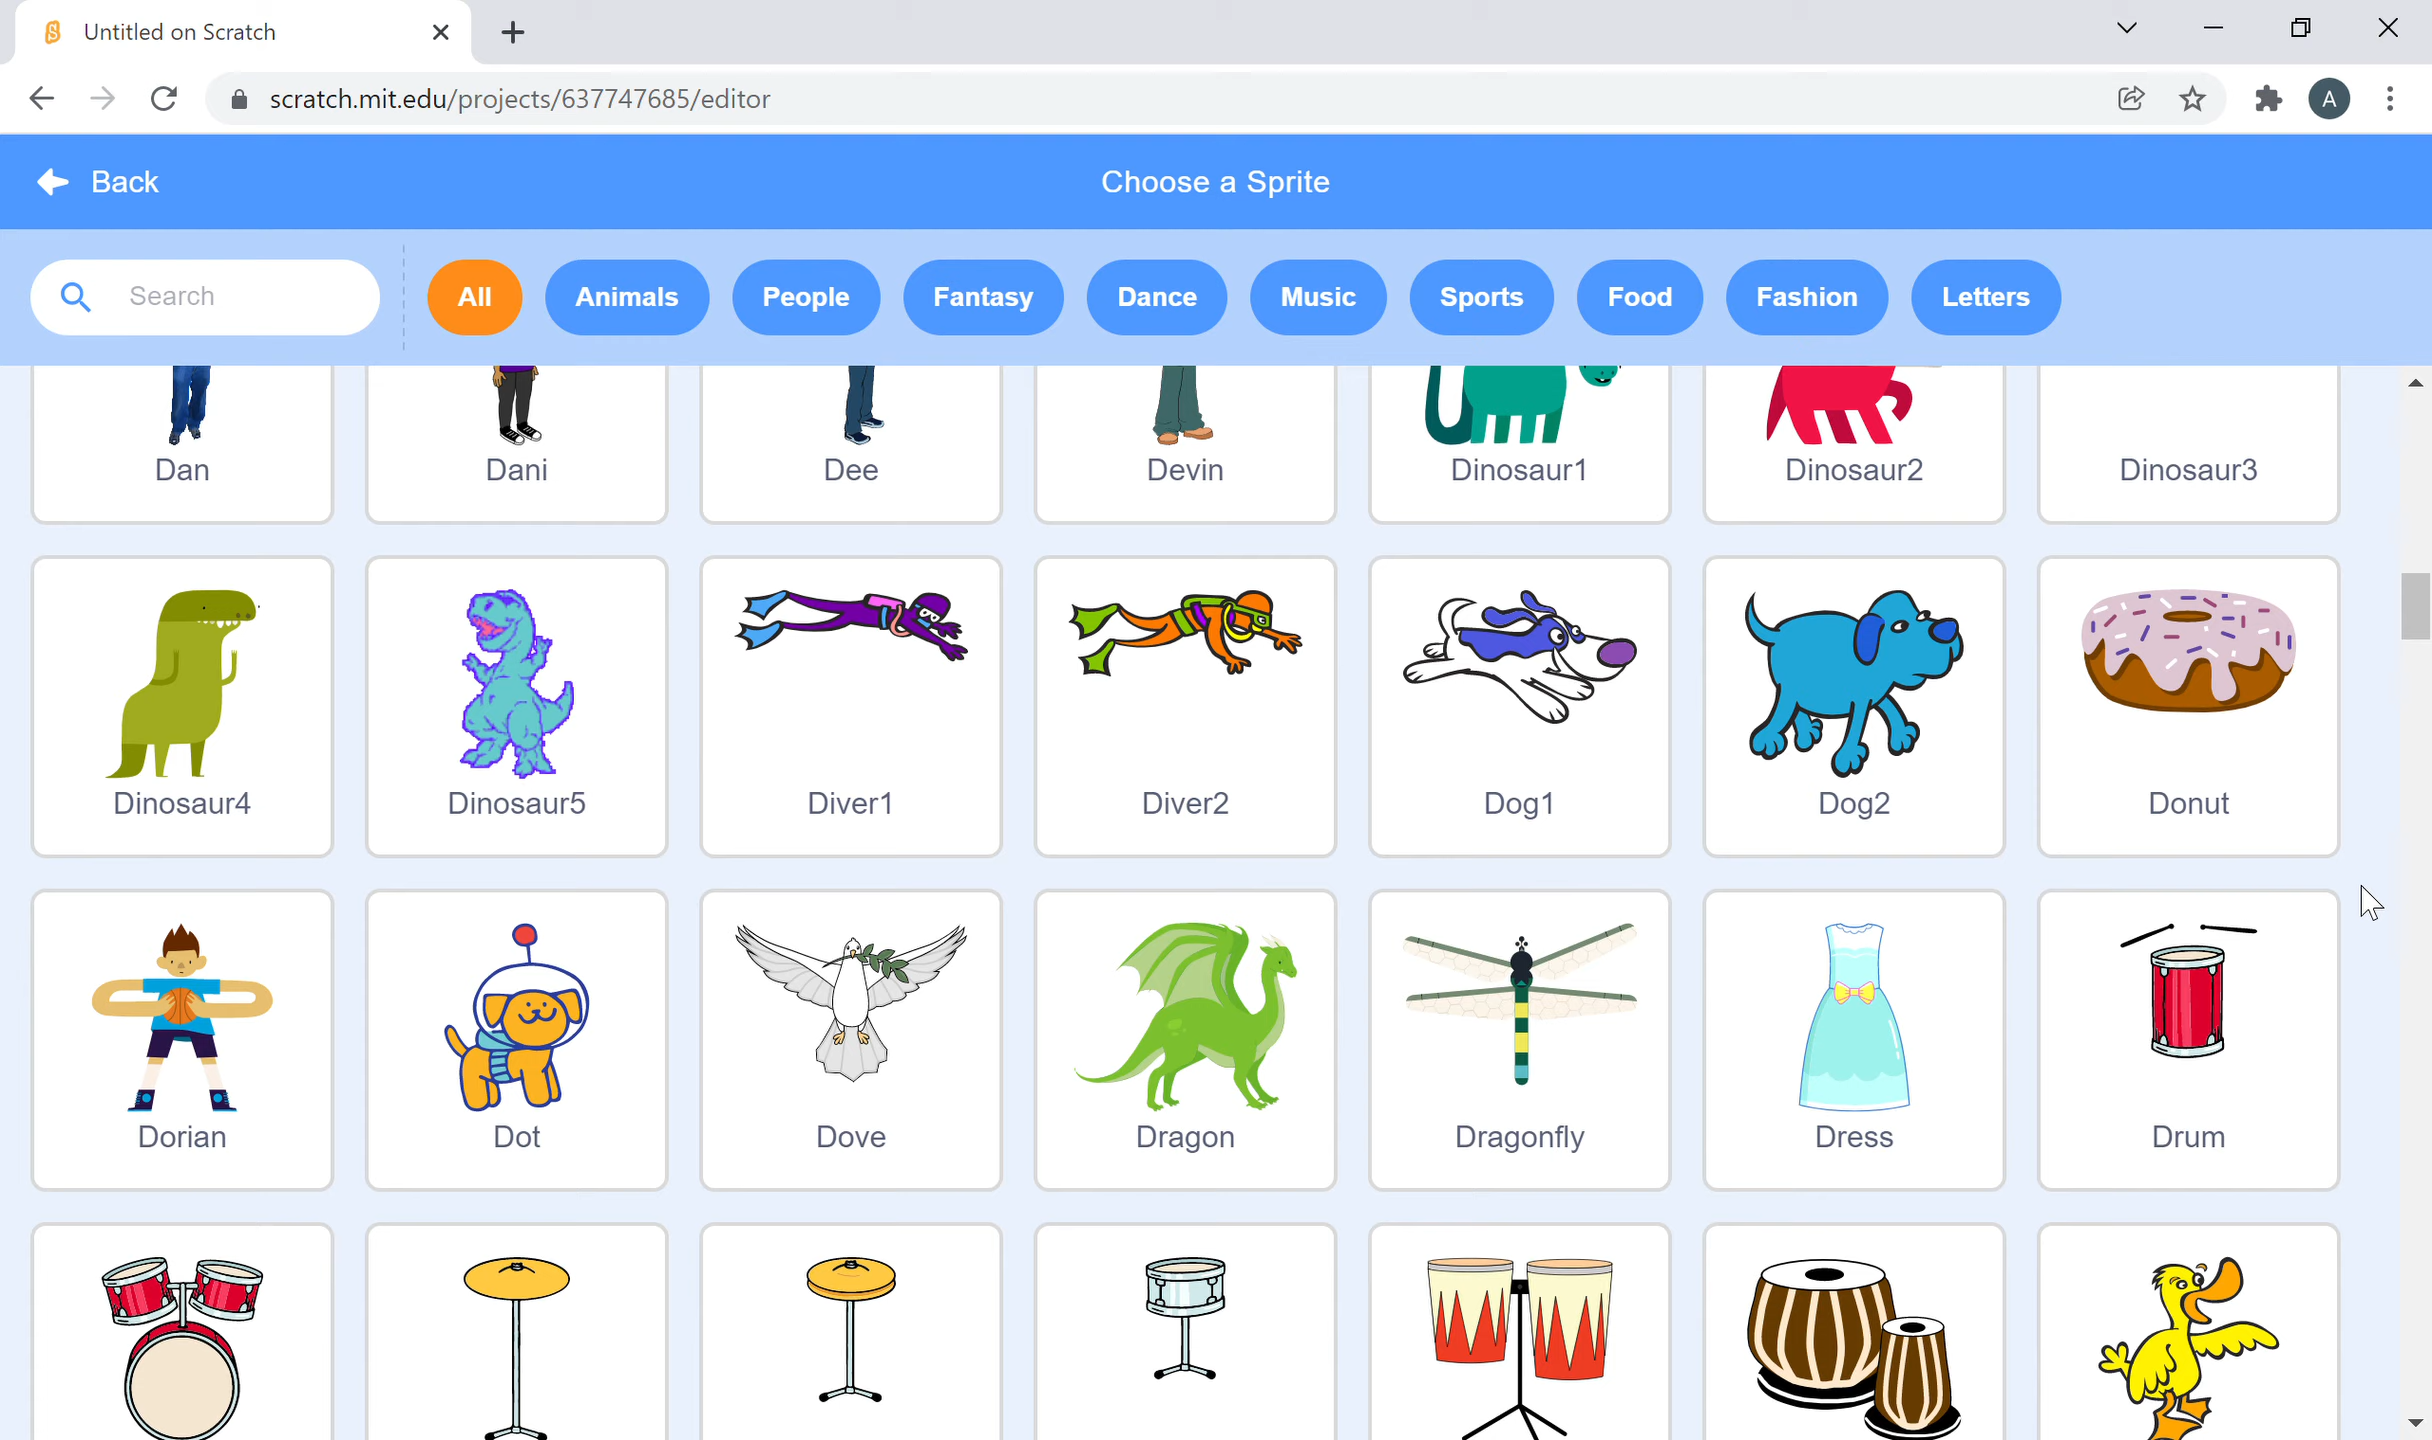 Untitled on Scratch
scratch.mit.edu/projects/637747685/editor
A
Back
Choose a Sprite
Search
All
Animals
People
Fantasy
Dance
Music
Sports
Food
Fashion
Letters
Dan
Dani
Dee
Devin
Dinosaur1
Dinosaur2
Dinosaur3
Dinosaur4
Dinosaur5
Diver1
Diver2
Dog1
Dog2
Donut
Dorian
Dot
Dove
Dragon
Dragonfly
Dress
Drum